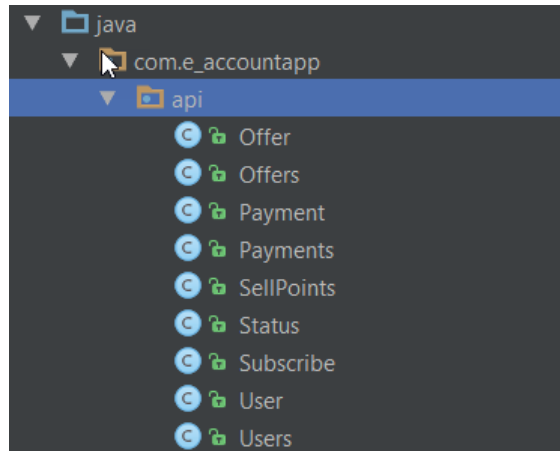 java
com.e_accountapp
api
Offer
Offers
Payment
Payments
SellPoints
Status
Subscribe
User
Users